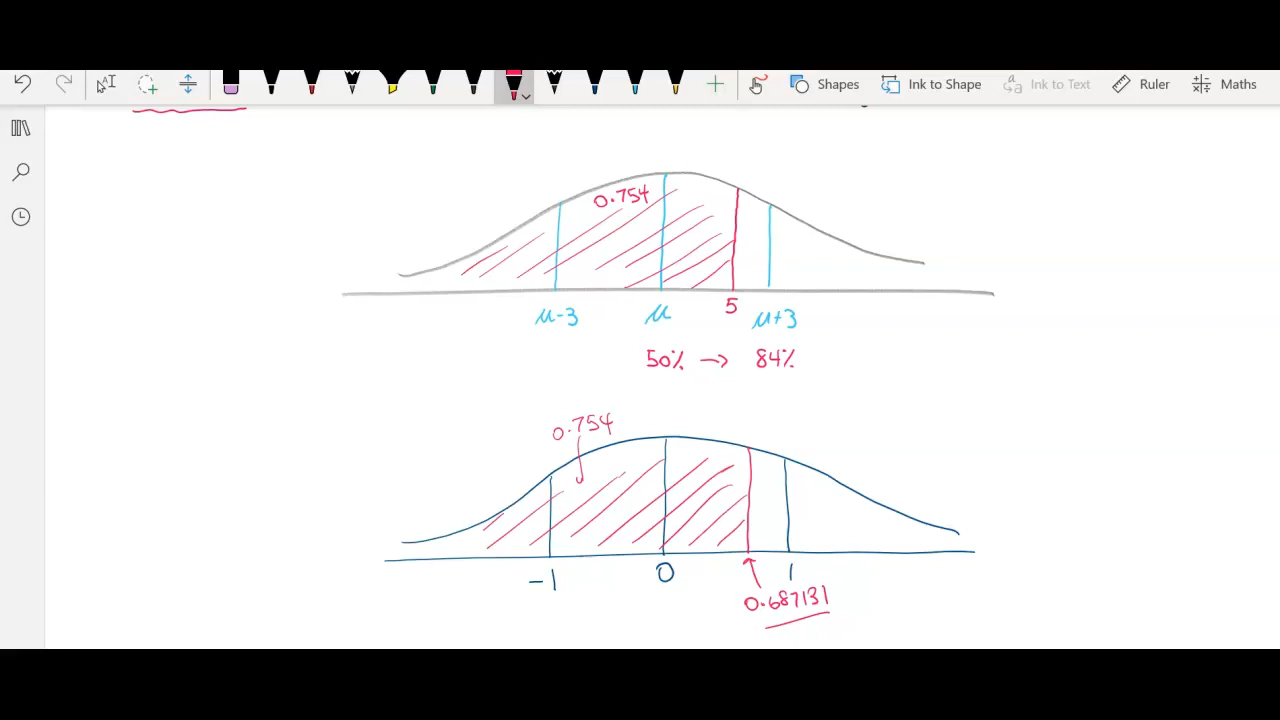 Shapes Ink to Shape Ink to Text Ruler Maths
0.754
μ-3 μ 5 μ+3
50% → 84%
0.754
-1 0 1
0.687131